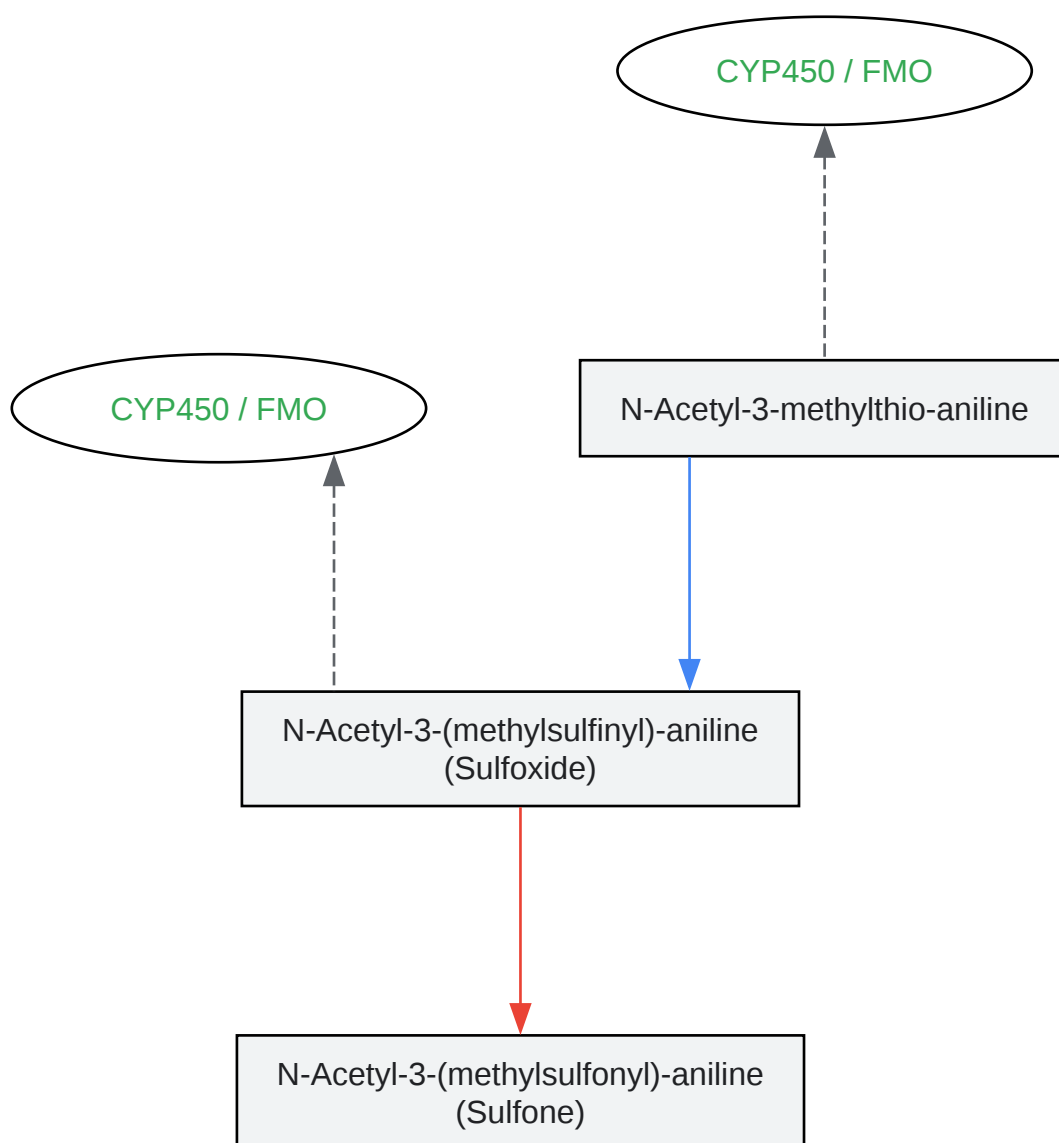 CYP450 / FMO
CYP450 / FMO
N-Acetyl-3-methylthio-aniline
N-Acetyl-3-(methylsulfinyl)-aniline
(Sulfoxide)
N-Acetyl-3-(methylsulfonyl)-aniline
(Sulfone)